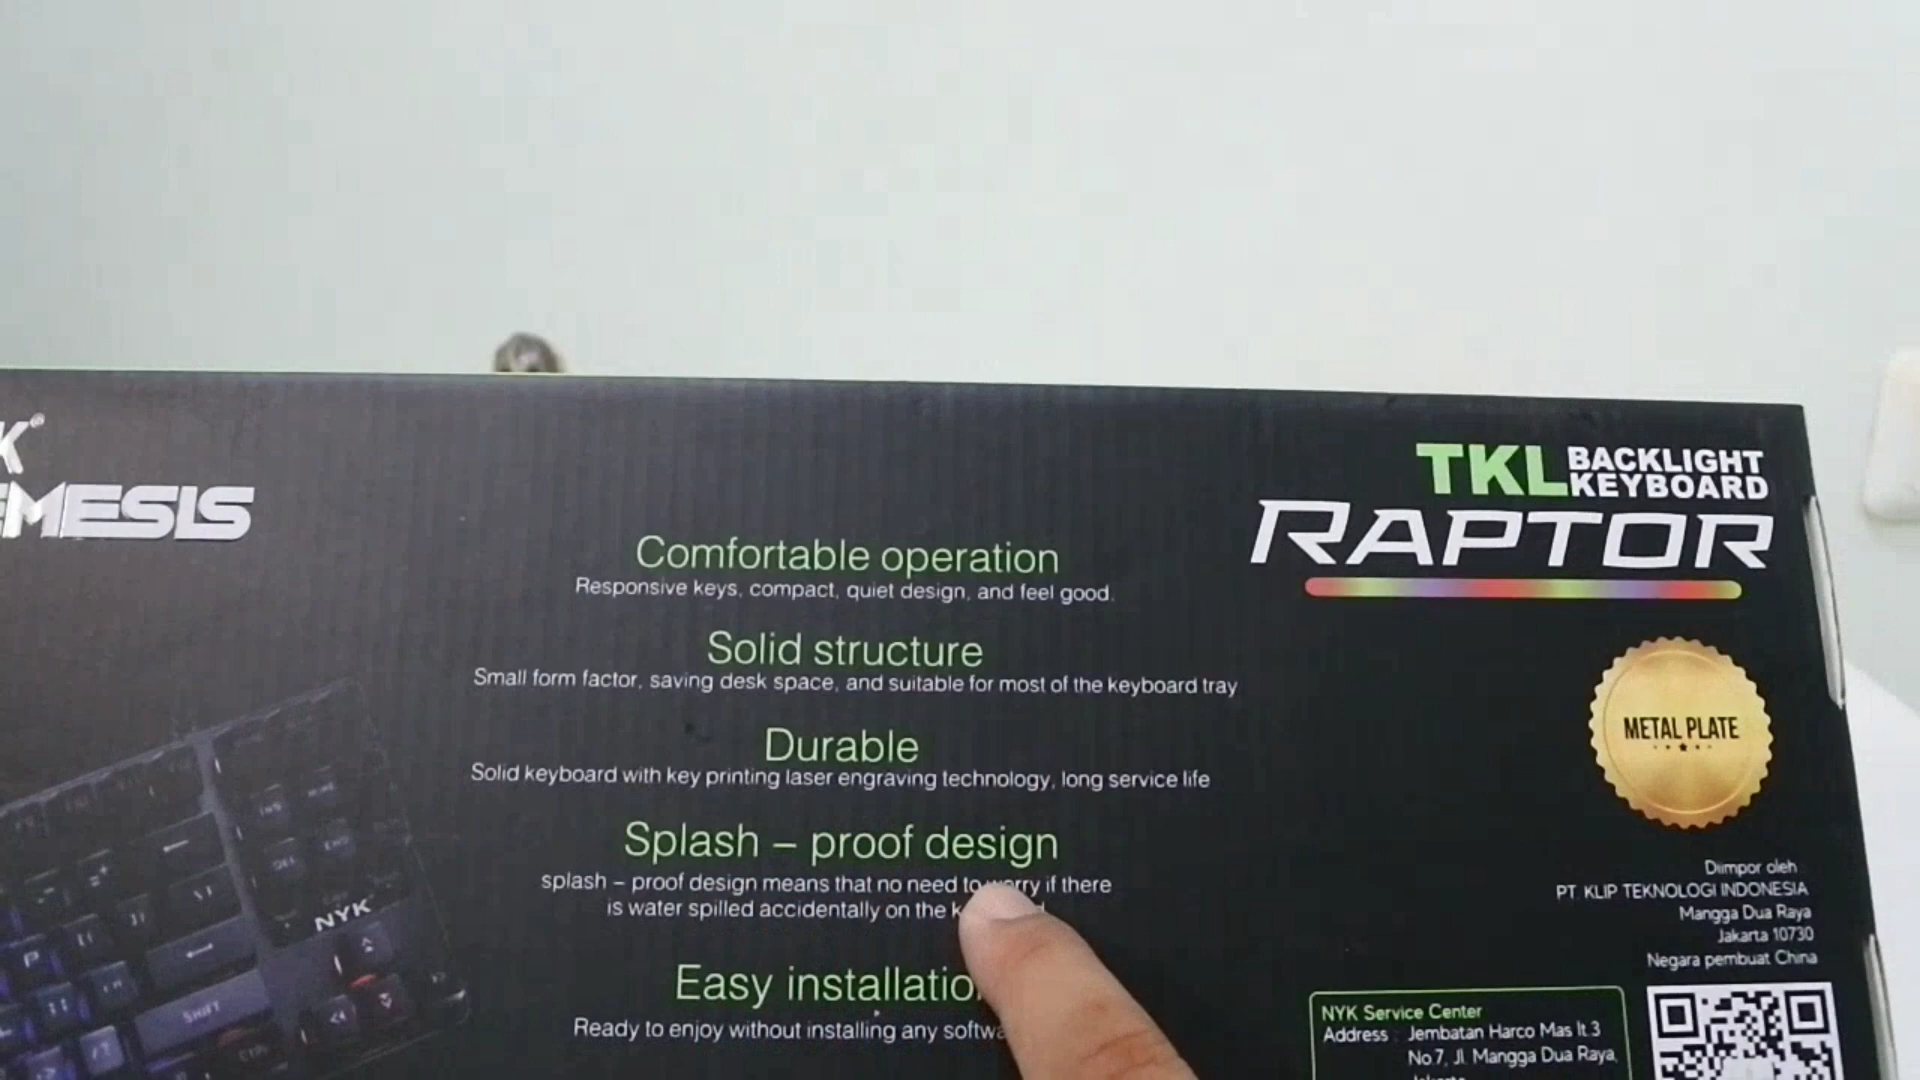 K®
EMESIS
TKL BACKLIGHT
KEYBOARD
RAPTOR
Comfortable operation
Responsive keys, compact, quiet design, and feel good.
Solid structure
Small form factor, saving desk space, and suitable for most of the keyboard tray
Durable
Solid keyboard with key printing laser engraving technology, long service life
Splash – proof design
splash – proof design means that no need to worry if there
is water spilled accidentally on the
Easy installatio
Ready to enjoy without installing any softwa
METAL PLATE
Diimpor oleh
PT. KLIP TEKNOLOGI INDONESIA
Mangga Dua Raya
Jakarta 10730
Negara pembuat China
NYK Service Center
Address : Jembatan Harco Mas lt.3
No.7, Jl. Mangga Dua Raya,
NYK
SHIFT
P